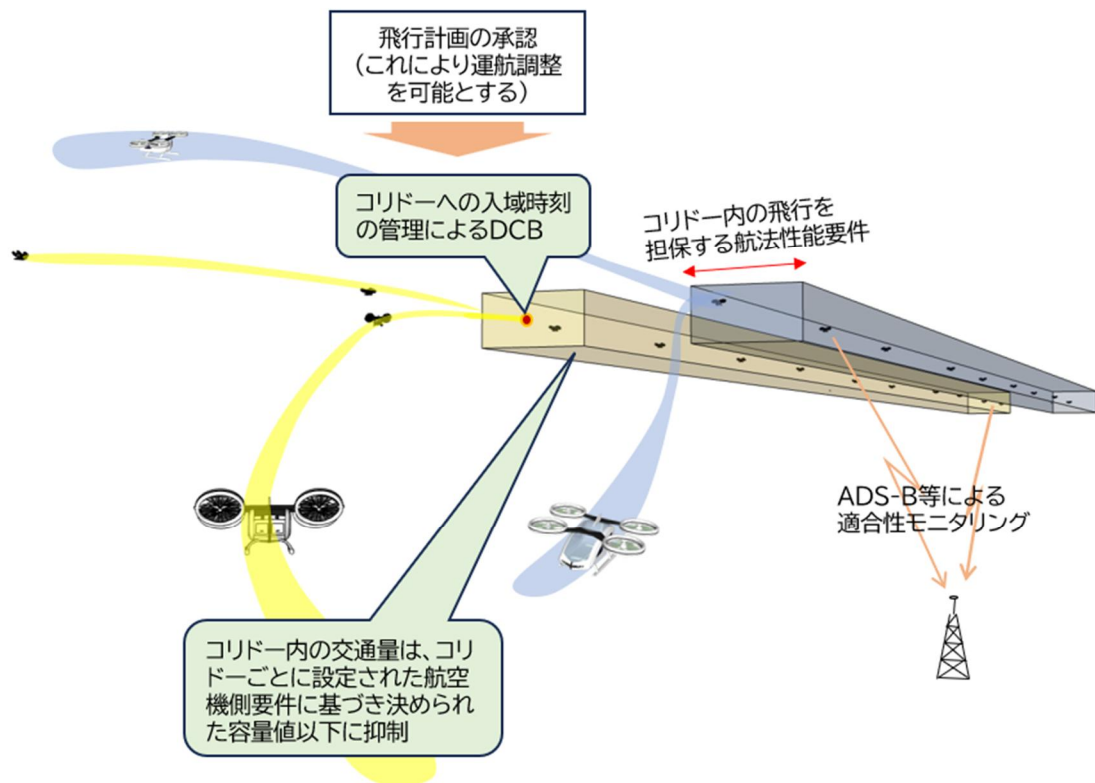 飛行計画の承認
（これにより運航調整
を可能とする）
コリドーへの入域時刻
の管理によるDCB
コリドー内の飛行を
担保する航法性能要件
ADS-B等による
適合性モニタリング
コリドー内の交通量は、コリ
ドーごとに設定された航空
機側要件に基づき決められ
た容量値以下に抑制